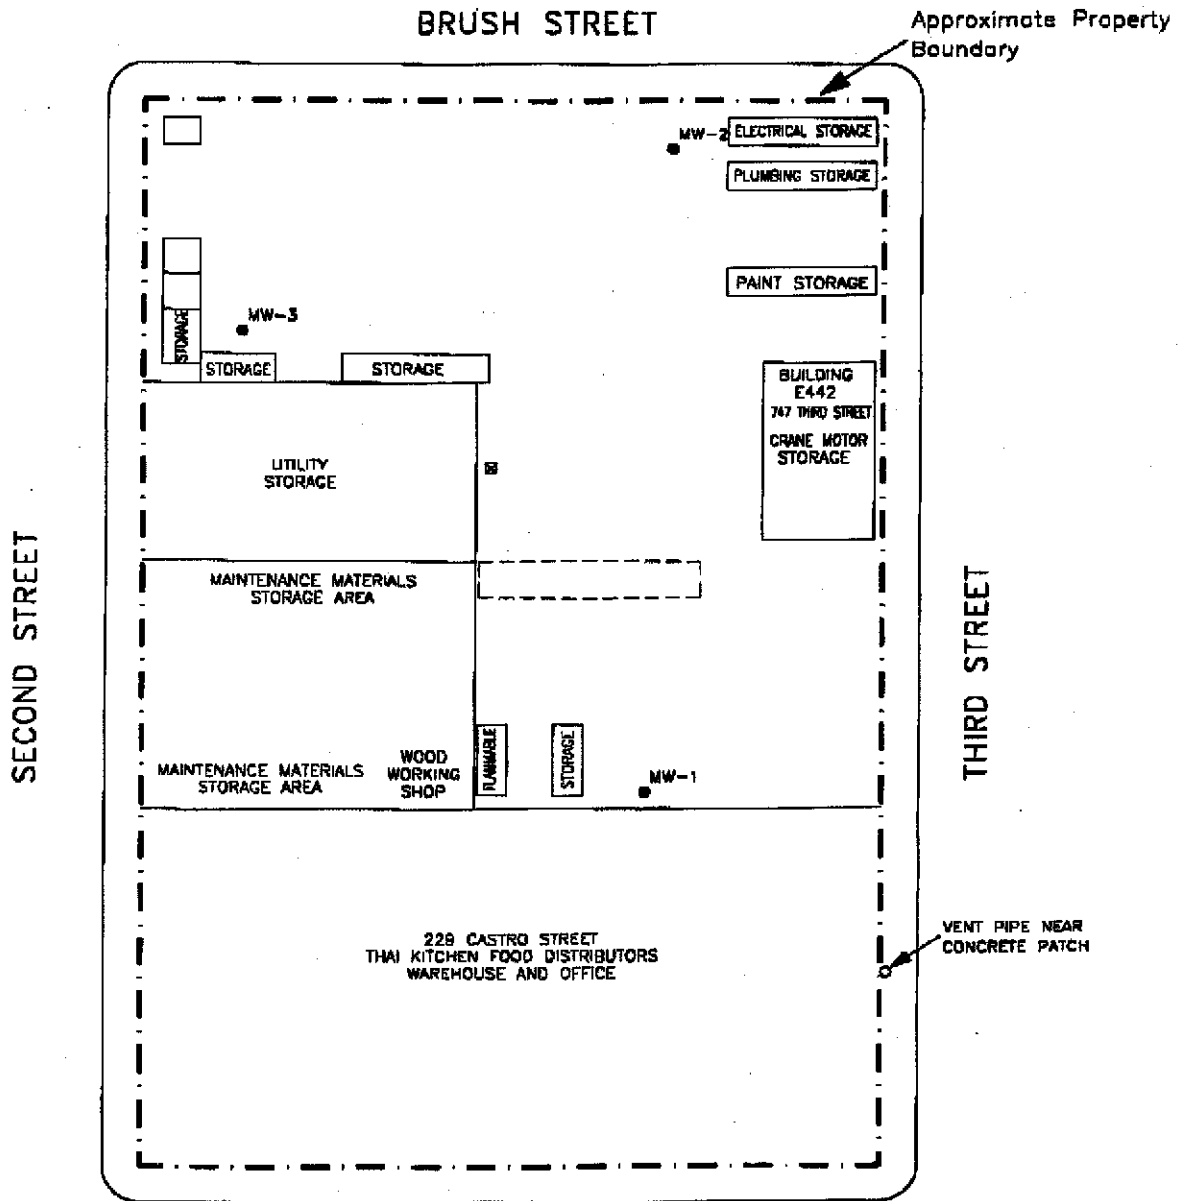 BRUSH STREET
Approximate Property
Boundary
MW-2
ELECTRICAL STORAGE
PLUMBING STORAGE
PAINT STORAGE
MW-3
STORAGE
STORAGE
STORAGE
BUILDING
E442
747 THIRD STREET
CRANE MOTOR
STORAGE
UTILITY
STORAGE
SECOND STREET
MAINTENANCE MATERIALS
STORAGE AREA
THIRD STREET
MAINTENANCE MATERIALS
STORAGE AREA
WOOD
WORKING
SHOP
FLAMMABLE
STORAGE
MW-1
229 CASTRO STREET
THAI KITCHEN FOOD DISTRIBUTORS
WAREHOUSE AND OFFICE
VENT PIPE NEAR
CONCRETE PATCH